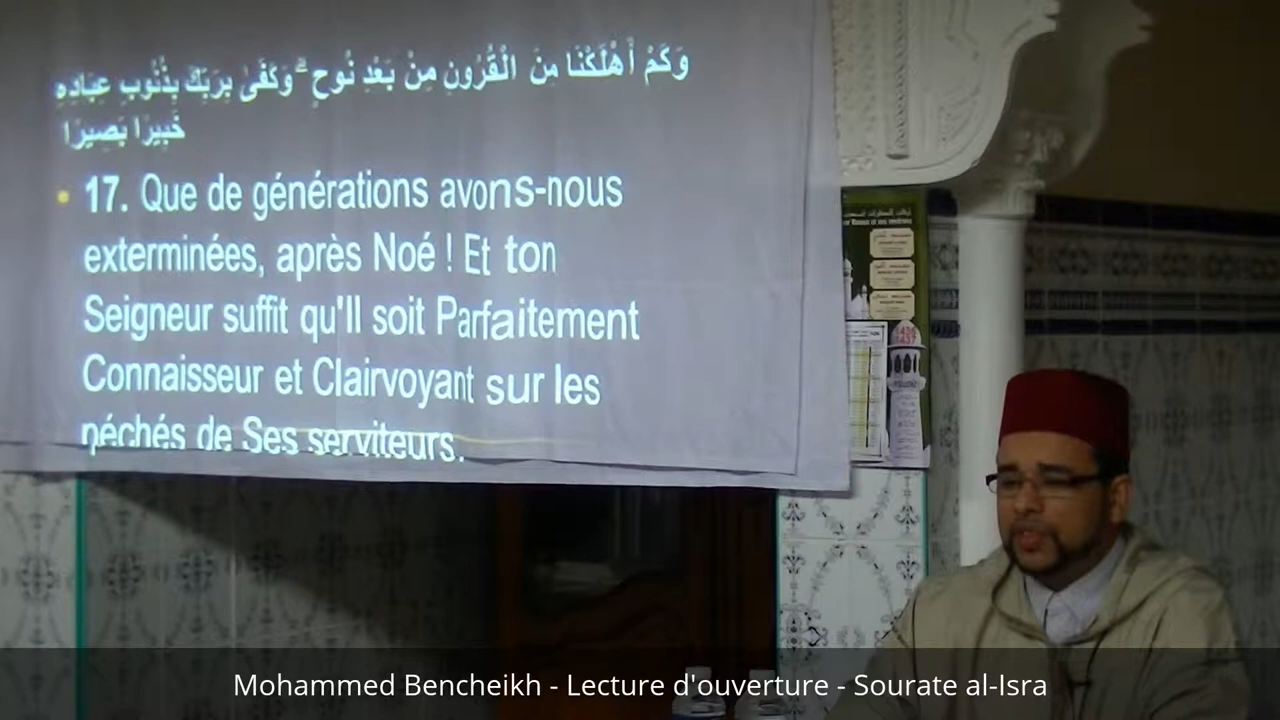 وَكَمْ أَهْلَكْنَا مِنَ الْقُرُونِ مِنْ بَعْدِ نُوحٍ ۗ وَكَفَىٰ بِرَبِّكَ بِذُنُوبِ عِبَادِهِ
خَبِيرًا بَصِيرًا
• 17. Que de générations avons-nous
exterminées, après Noé ! Et ton
Seigneur suffit qu'Il soit Parfaitement
Connaisseur et Clairvoyant sur les
péchés de Ses serviteurs.
Mohammed Bencheikh - Lecture d'ouverture - Sourate al-Isra